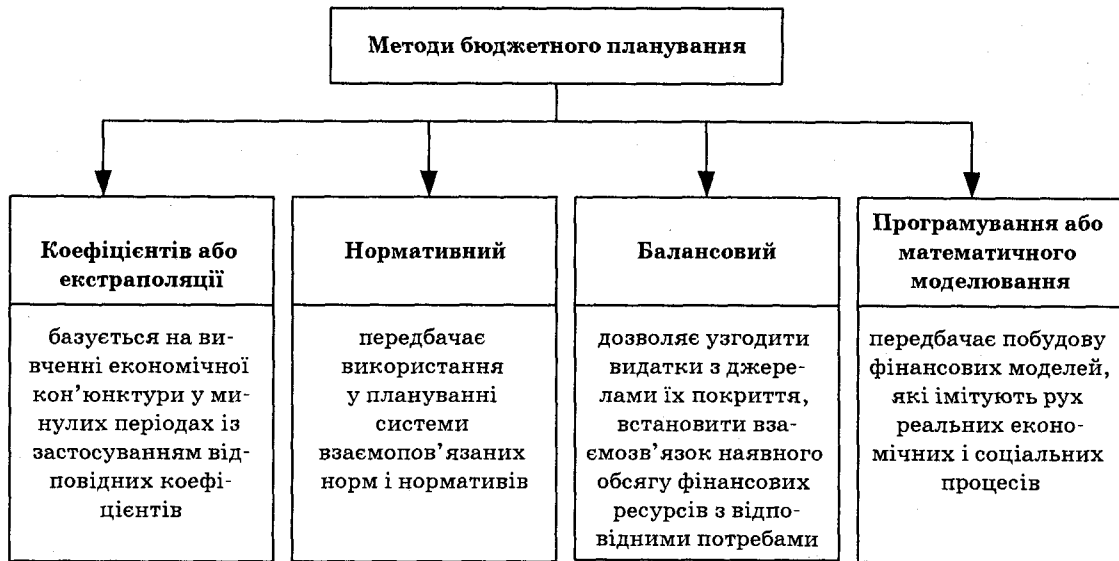 Методи бюджетного планування
Коефіцієнтів або
екстраполяції
базується на ви-
вченні економічної
кон’юнктури у ми-
нулих періодах із
застосуванням від-
повідних коефі-
цієнтів
Нормативний
передбачає
використання
у плануванні
системи
взаємопов’язаних
норм і нормативів
Балансовий
дозволяє узгодити
видатки з джере-
лами їх покриття,
встановити вза-
ємозв’язок наявного
обсягу фінансових
ресурсів з відпо-
відними потребами
Програмування або
математичного
моделювання
передбачає побудову
фінансових моделей,
які імітують рух
реальних еконо-
мічних і соціальних
процесів